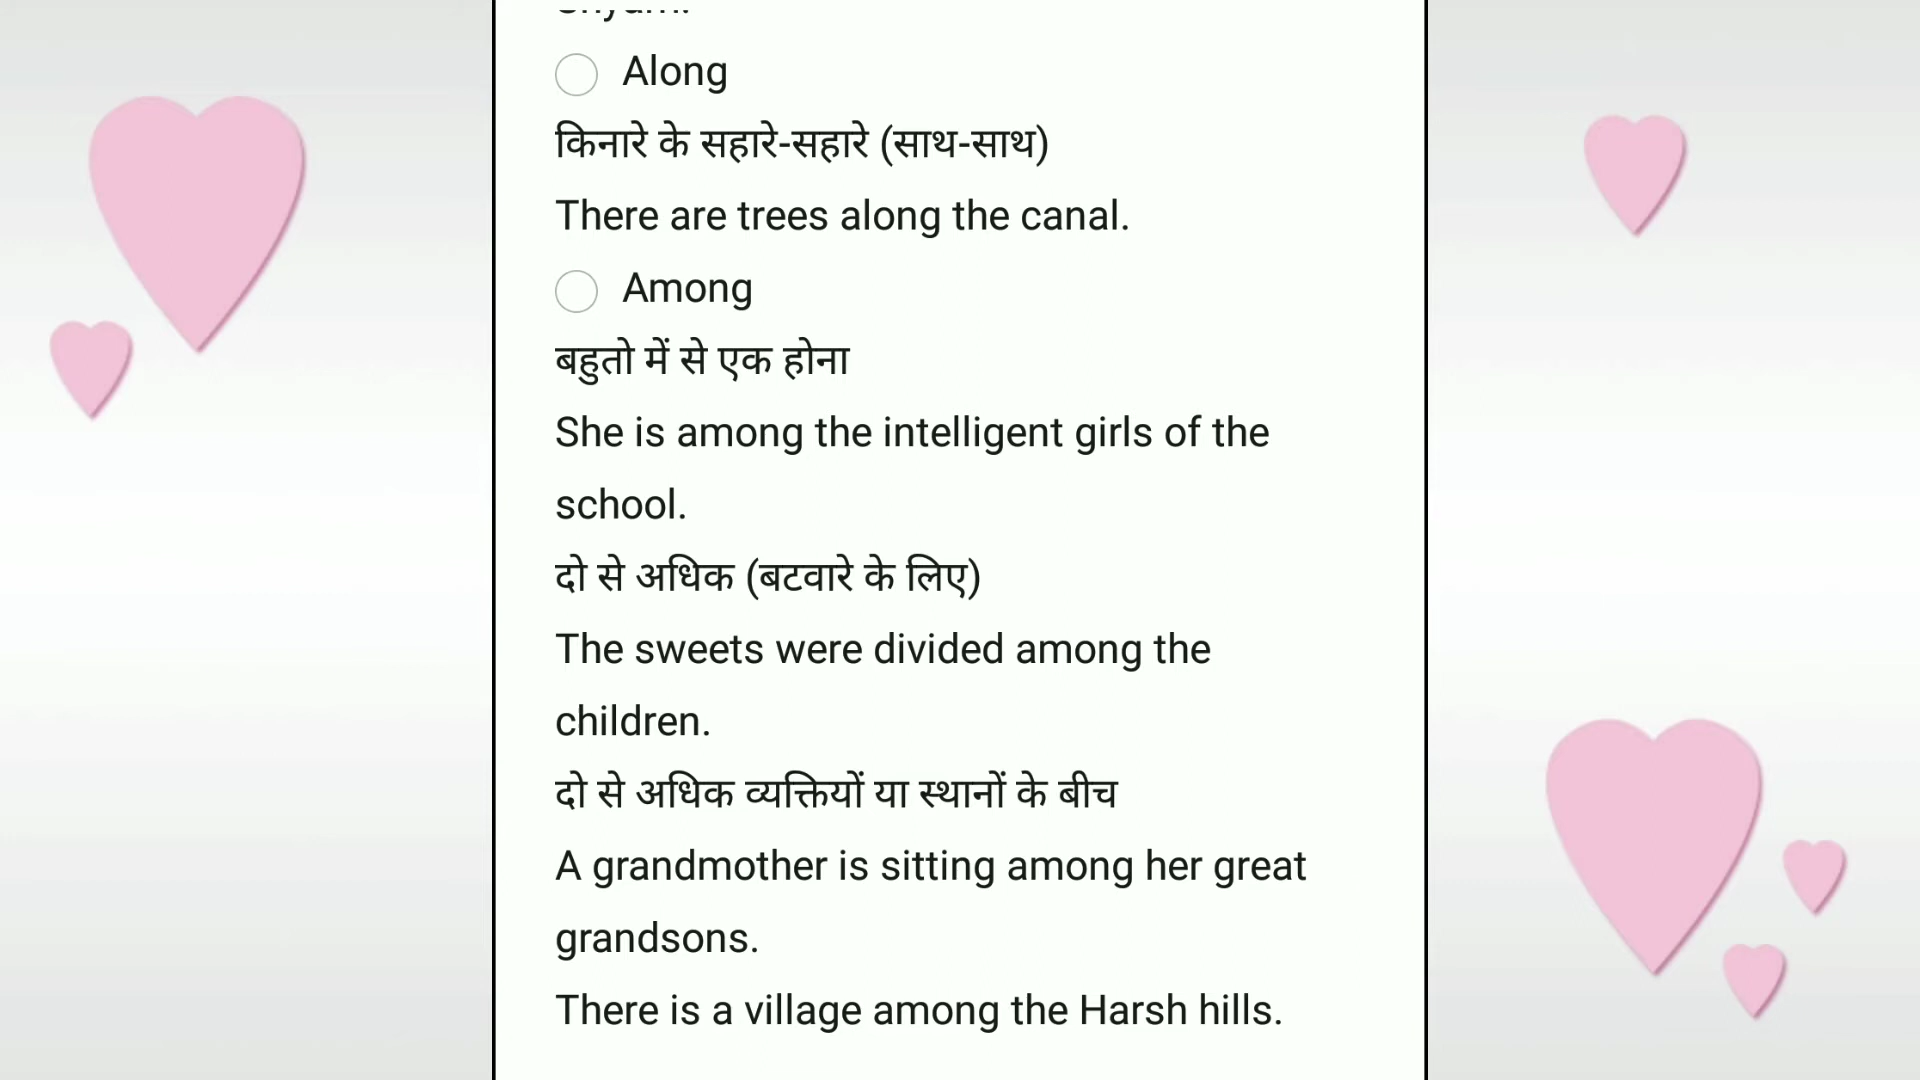 Along
किनारे के सहारे-सहारे (साथ-साथ)
There are trees along the canal.
Among
बहुतो में से एक होना
She is among the intelligent girls of the
school.
दो से अधिक (बटवारे के लिए)
The sweets were divided among the
children.
दो से अधिक व्यक्तियों या स्थानों के बीच
A grandmother is sitting among her great
grandsons.
There is a village among the Harsh hills.